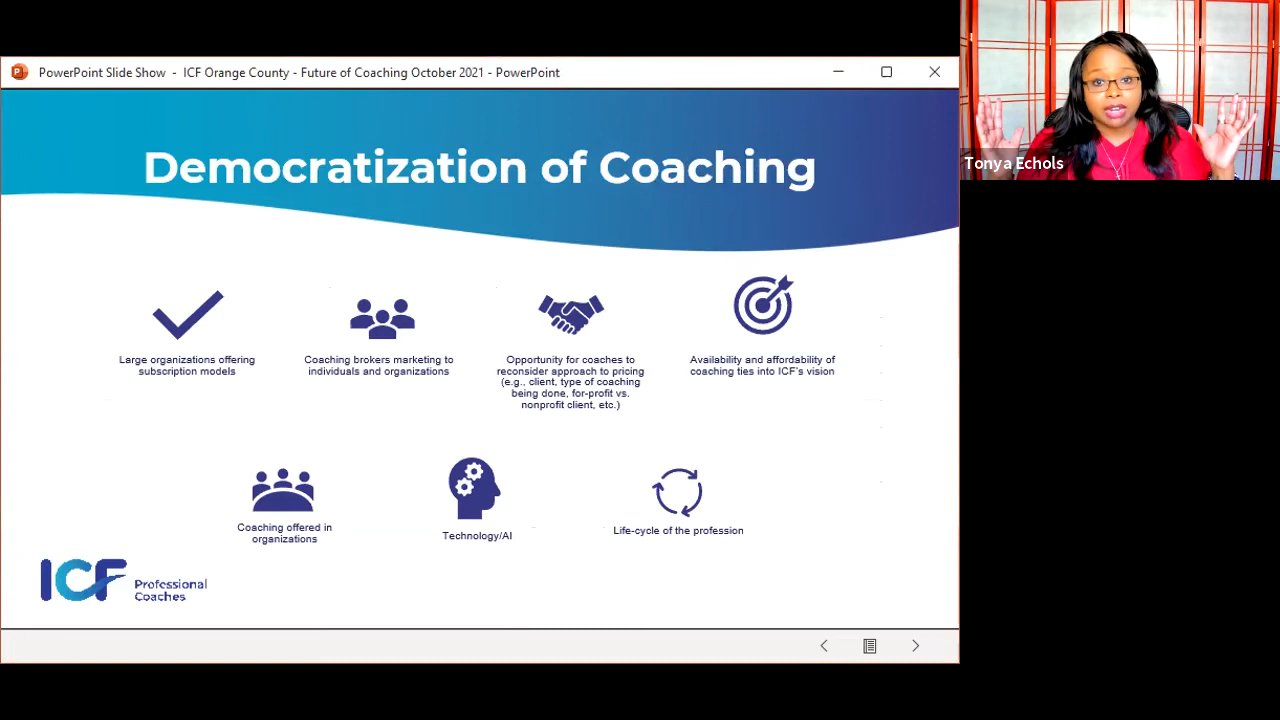 PowerPoint Slide Show - ICF Orange County - Future of Coaching October 2021 - PowerPoint
Tonya Echols
Democratization of Coaching
Large organizations offering
subscription models
Coaching brokers marketing to
individuals and organizations
Opportunity for coaches to
reconsider approach to pricing
(e.g., client, type of coaching
being done, for-profit vs.
nonprofit client, etc.)
Availability and affordability of
coaching ties into ICF's vision
Coaching offered in
organizations
Technology/AI
Life-cycle of the profession
ICF
Professional
Coaches